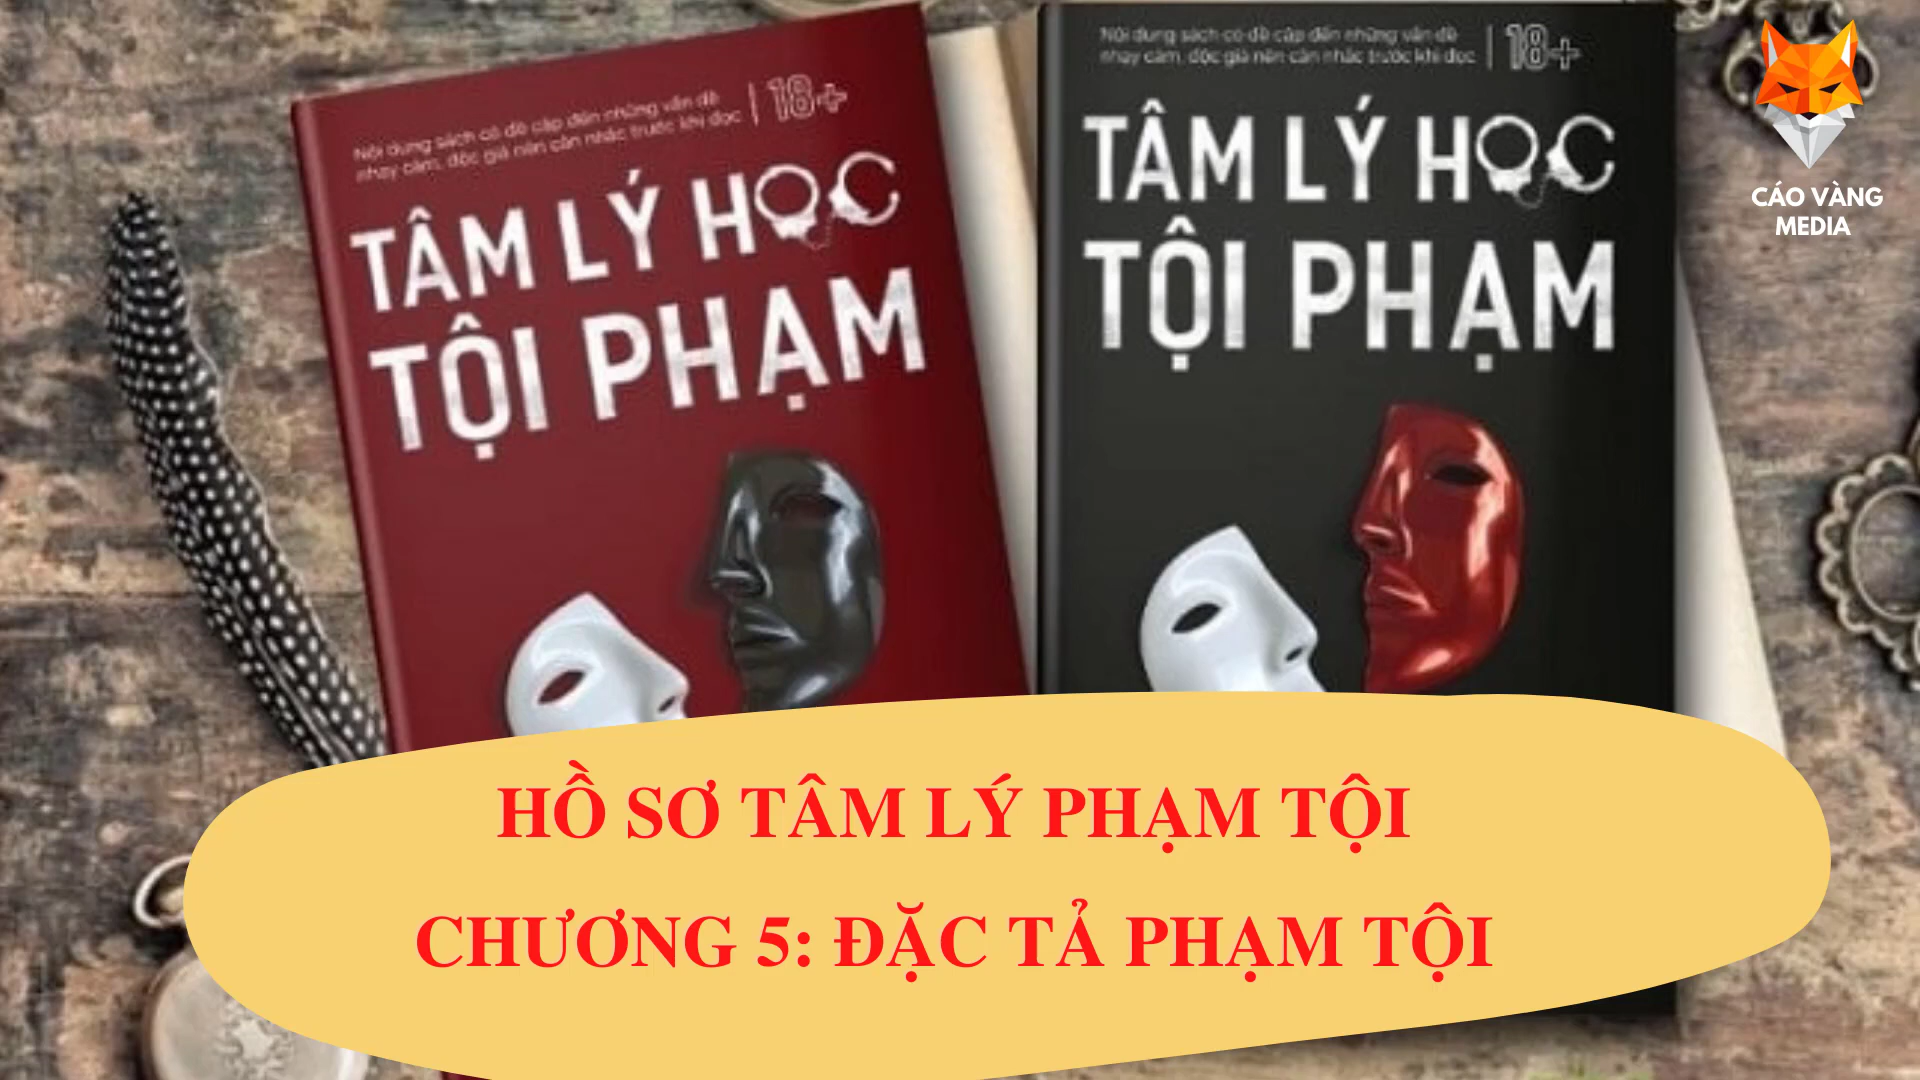 Nội dung sách có đề cập đến những vấn đề
nhạy cảm, độc giả nên cân nhắc trước khi đọc
18+
TÂM LÝ HỌC
TỘI PHẠM
Nội dung sách có đề cập đến những vấn đề
nhạy cảm, độc giả nên cân nhắc trước khi đọc
18+
TÂM LÝ HỌC
TỘI PHẠM
CÁO VÀNG
MEDIA
HỒ SƠ TÂM LÝ PHẠM TỘI
CHƯƠNG 5: ĐẶC TẢ PHẠM TỘI